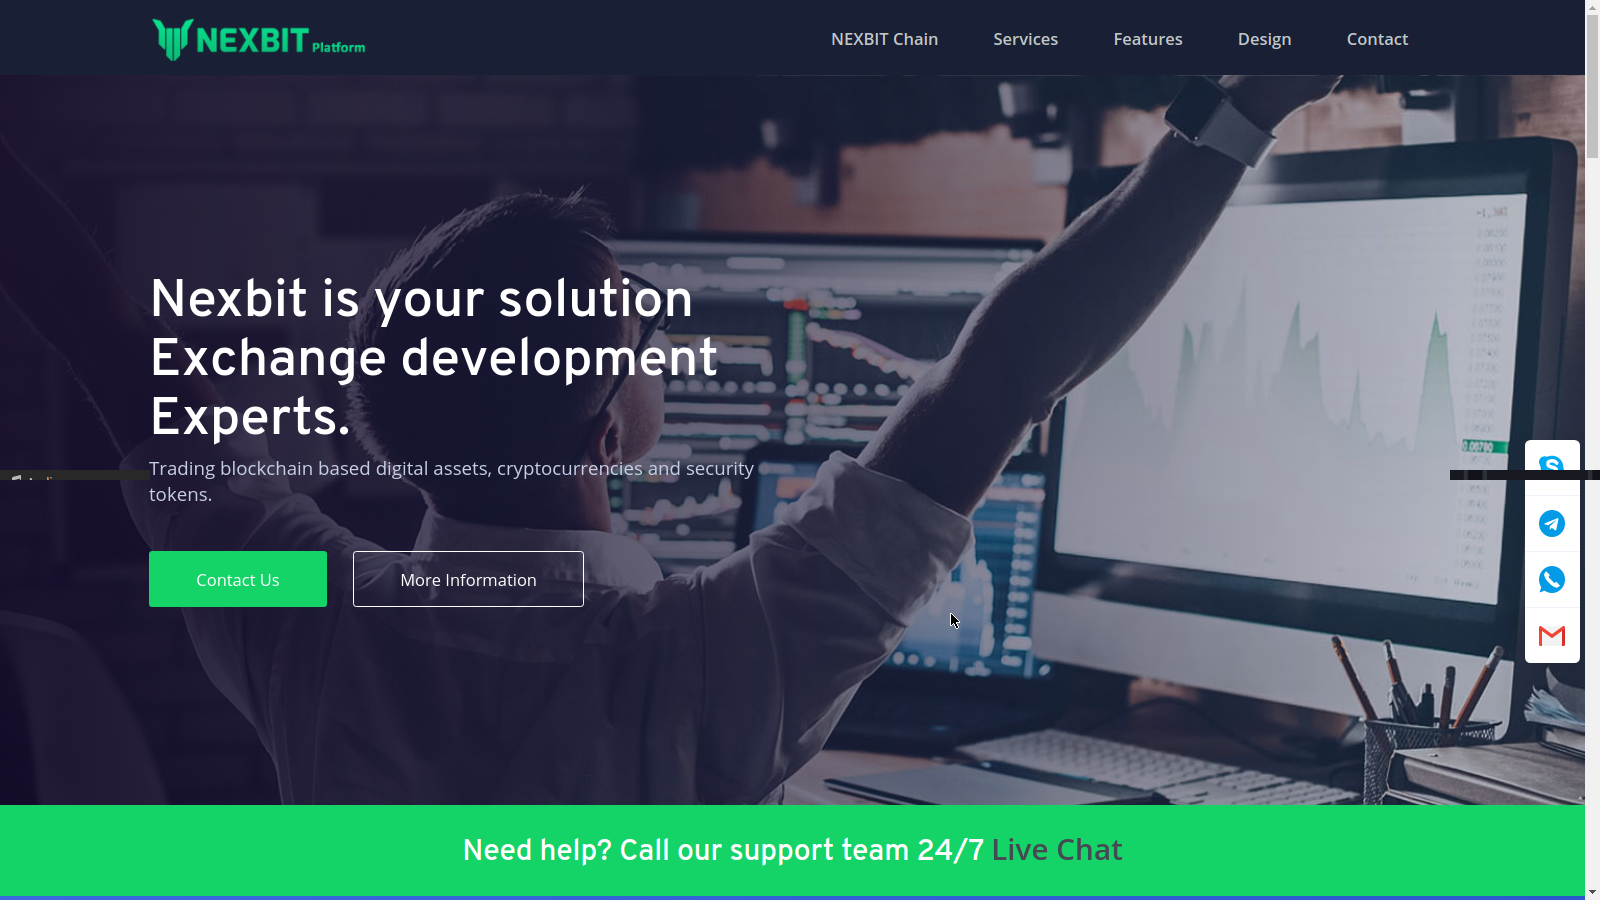 NEXBIT Platform
NEXBIT Chain
Services
Features
Design
Contact
Nexbit is your solution
Exchange development
Experts.
Trading blockchain based digital assets, cryptocurrencies and security
tokens.
Contact Us
More Information
Need help? Call our support team 24/7 Live Chat